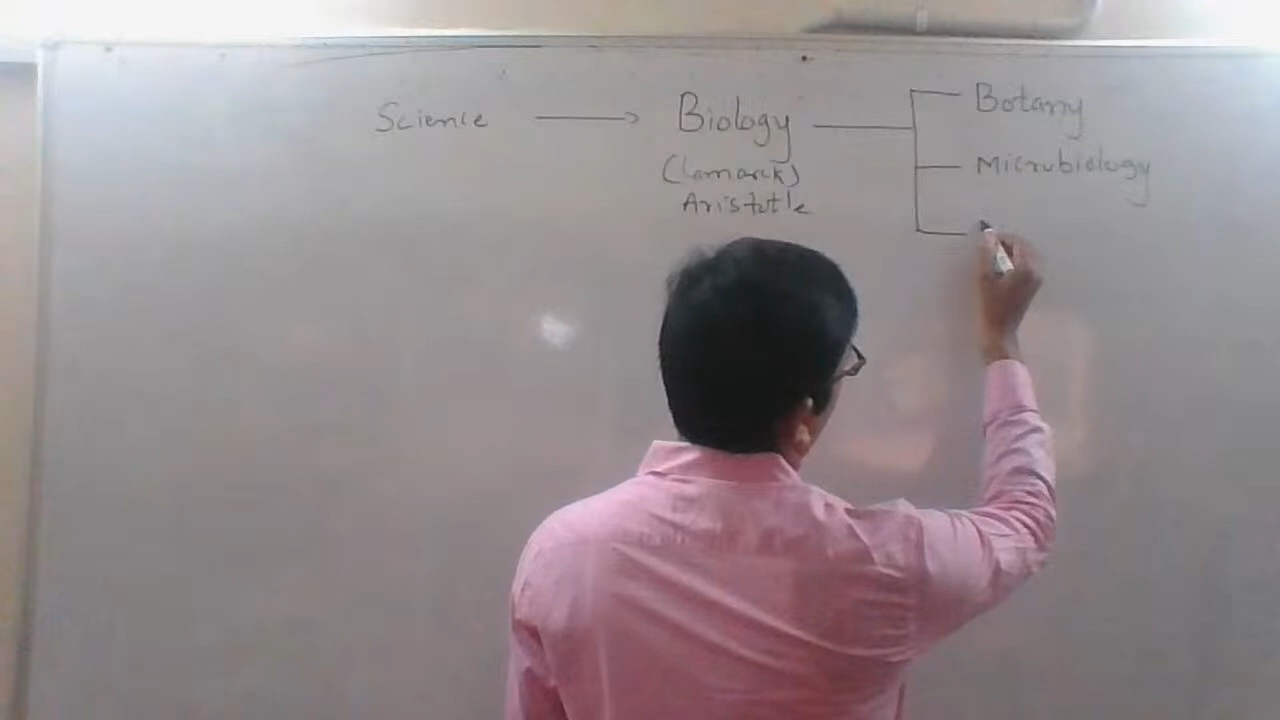 Science → Biology
(Lamarck)
Aristotle
Botany
Microbiology